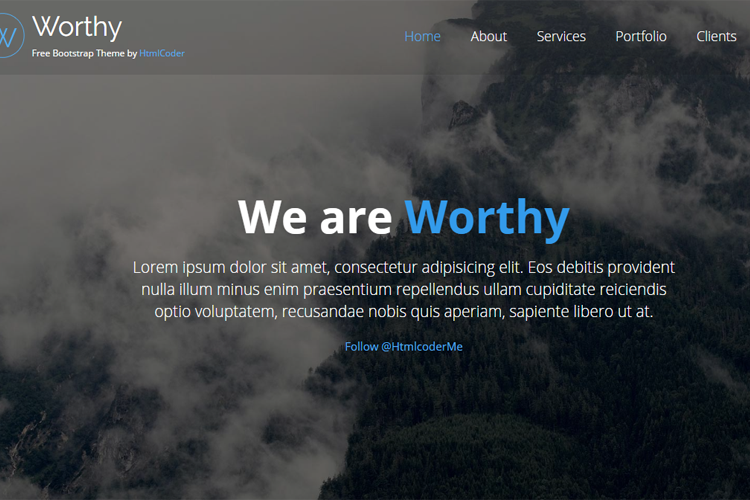 W
Worthy
Free Bootstrap Theme by HtmlCoder
Home About Services Portfolio Clients
We are Worthy
Lorem ipsum dolor sit amet, consectetur adipisicing elit. Eos debitis provident
nulla illum minus enim praesentium repellendus ullam cupiditate reiciendis
optio voluptatem, recusandae nobis quis aperiam, sapiente libero ut at.
Follow @HtmlcoderMe